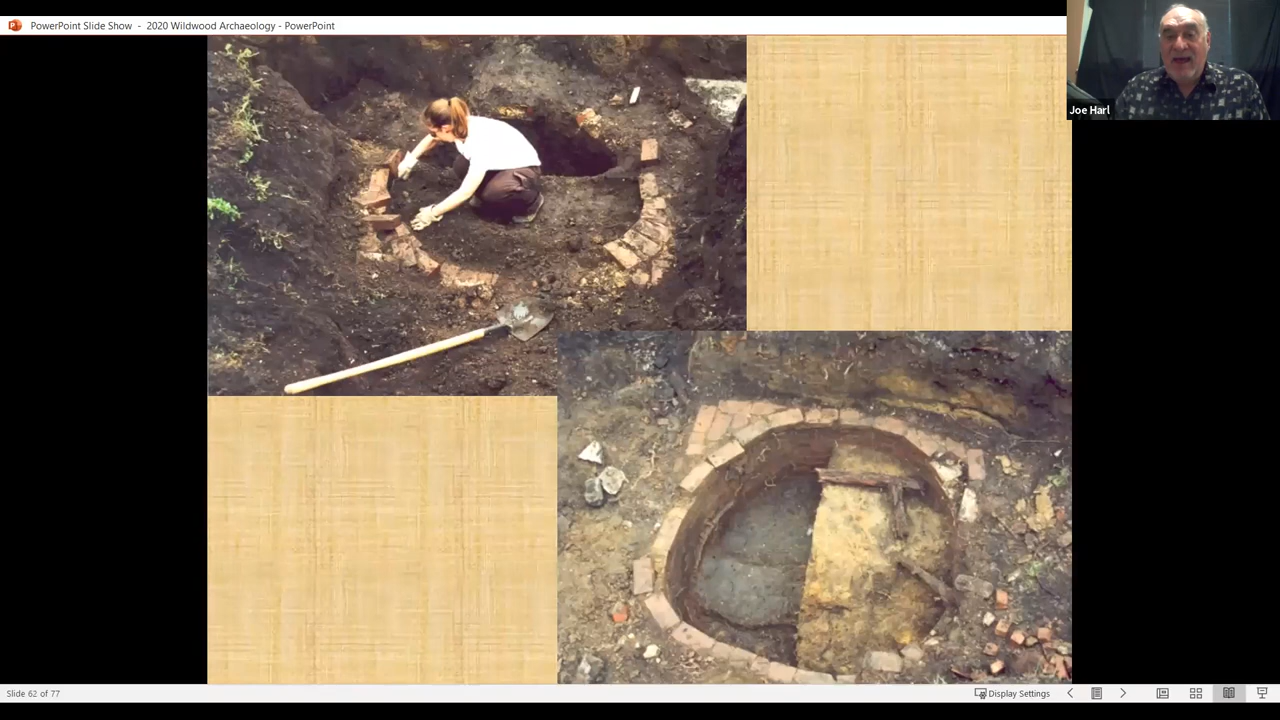 PowerPoint Slide Show - 2020 Wildwood Archaeology - PowerPoint
Joe Harl
Slide 62 of 77
Display Settings